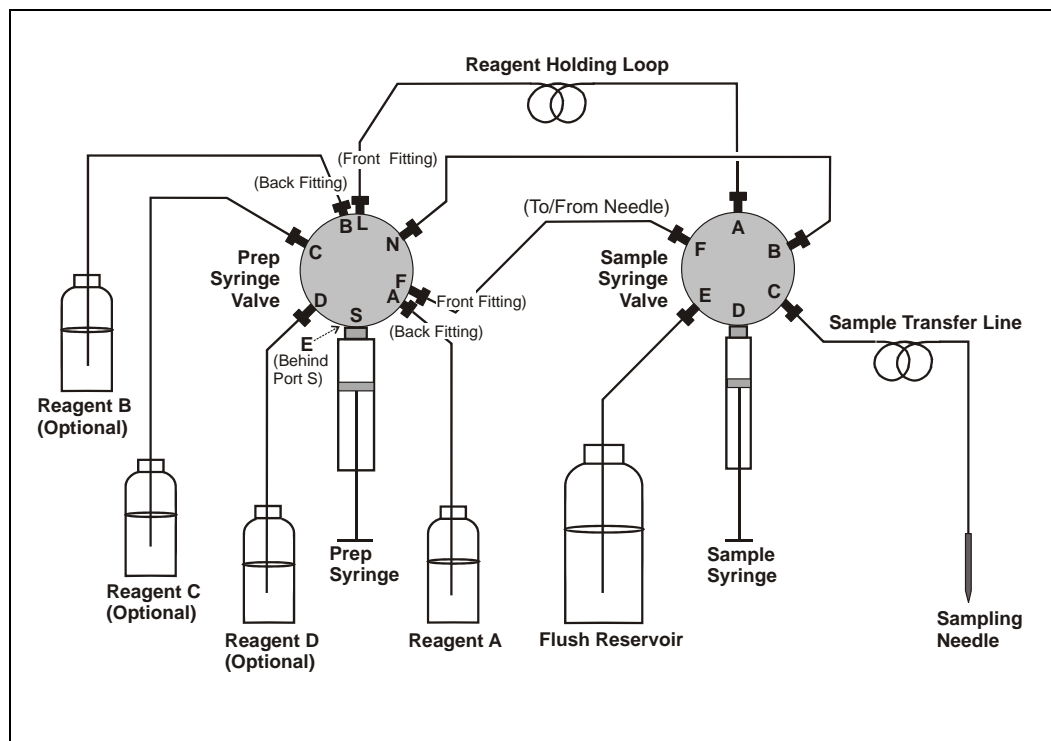 Reagent Holding Loop
(Front Fitting)
(Back Fitting)
(To/From Needle)
B
L
N
C
Prep
Syringe
Valve
D
F
A
S
E
(Behind
Port S)
Front Fitting)
(Back Fitting)
A
F
B
Sample
Syringe
Valve
E
C
D
Sample Transfer Line
Reagent B
(Optional)
Reagent C
(Optional)
Reagent D
(Optional)
Prep
Syringe
Reagent A
Flush Reservoir
Sample
Syringe
Sampling
Needle